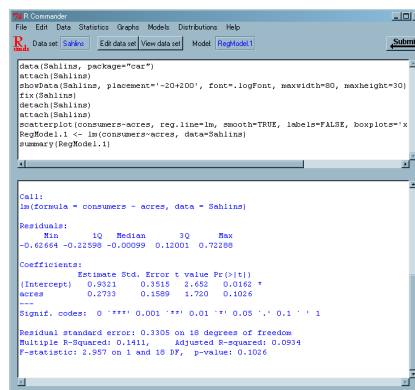 R Commander
File Edit Data Statistics Graphs Models Distributions Help
Data set: Sahlins Edit data set View data set Model: RegModel.1 Submi
data(Sahlins, package="car")
attach(Sahlins)
showData(Sahlins, placement='-20+200', font=.logFont, maxwidth=80, maxheight=30)
fix(Sahlins)
detach(Sahlins)
attach(Sahlins)
scatterplot(consumers~acres, reg.line=lm, smooth=TRUE, labels=FALSE, boxplots='x
RegModel.1 <- lm(consumers~acres, data=Sahlins)
summary(RegModel.1)
Call:
lm(formula = consumers ~ acres, data = Sahlins)
Residuals:
Min 1Q Median 3Q Max
-0.62664 -0.22598 -0.00099 0.12001 0.72288
Coefficients:
Estimate Std. Error t value Pr(>|t|)
(Intercept) 0.9321 0.3515 2.652 0.0162 *
acres 0.2733 0.1589 1.720 0.1026
---
Signif. codes: 0 `***' 0.001 `**' 0.01 `*' 0.05 `.' 0.1 ` ' 1
Residual standard error: 0.3305 on 18 degrees of freedom
Multiple R-Squared: 0.1411, Adjusted R-squared: 0.0934
F-statistic: 2.957 on 1 and 18 DF, p-value: 0.1026